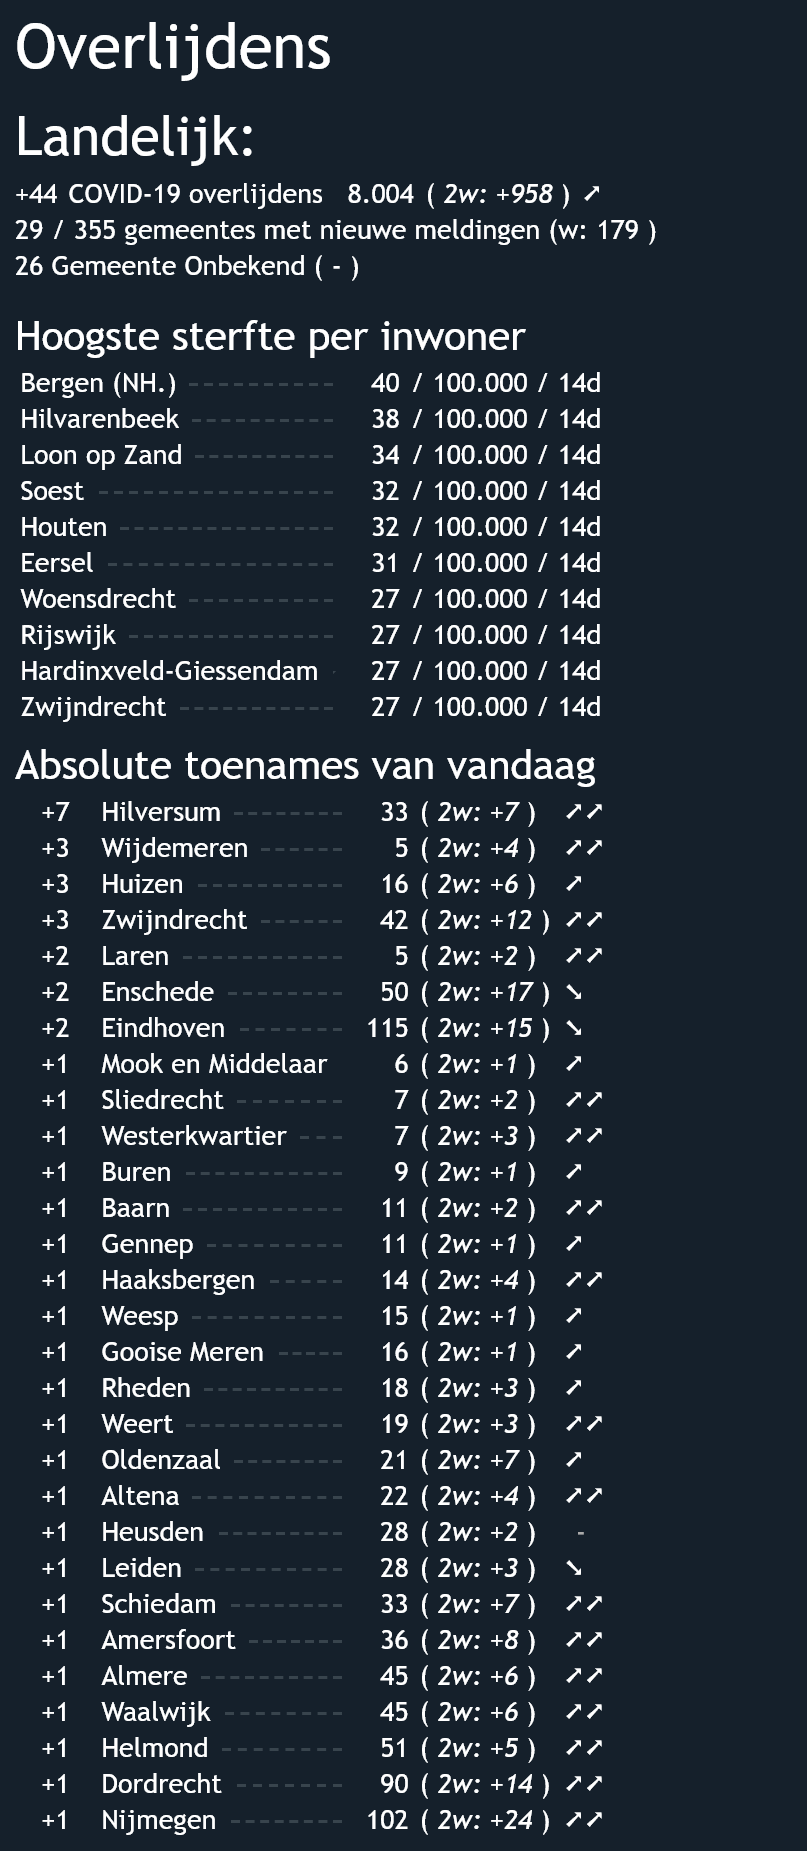 Overlijdens
Landelijk:
+44 COVID-19 overlijdens 8.004 ( 2w: +958 ) ➚
29 / 355 gemeentes met nieuwe meldingen (w: 179 )
26 Gemeente Onbekend ( - )
Hoogste sterfte per inwoner
Bergen (NH.) ---------- 40 / 100.000 / 14d
Hilvarenbeek ---------- 38 / 100.000 / 14d
Loon op Zand ---------- 34 / 100.000 / 14d
Soest ----------------- 32 / 100.000 / 14d
Houten --------------- 32 / 100.000 / 14d
Eersel ---------------- 31 / 100.000 / 14d
Woensdrecht ---------- 27 / 100.000 / 14d
Rijswijk --------------- 27 / 100.000 / 14d
Hardinxveld-Giessendam - 27 / 100.000 / 14d
Zwijndrecht ----------- 27 / 100.000 / 14d
Absolute toenames van vandaag
+7 Hilversum -------- 33 ( 2w: +7 ) ➚➚
+3 Wijdemeren ------ 5 ( 2w: +4 ) ➚➚
+3 Huizen ----------- 16 ( 2w: +6 ) ➚
+3 Zwijndrecht ------ 42 ( 2w: +12 ) ➚➚
+2 Laren ------------ 5 ( 2w: +2 ) ➚➚
+2 Enschede -------- 50 ( 2w: +17 ) ➘
+2 Eindhoven ------- 115 ( 2w: +15 ) ➘
+1 Mook en Middelaar 6 ( 2w: +1 ) ➚
+1 Sliedrecht ------- 7 ( 2w: +2 ) ➚➚
+1 Westerkwartier --- 7 ( 2w: +3 ) ➚➚
+1 Buren ----------- 9 ( 2w: +1 ) ➚
+1 Baarn ------------ 11 ( 2w: +2 ) ➚➚
+1 Gennep ---------- 11 ( 2w: +1 ) ➚
+1 Haaksbergen ----- 14 ( 2w: +4 ) ➚➚
+1 Weesp ----------- 15 ( 2w: +1 ) ➚
+1 Gooise Meren ----- 16 ( 2w: +1 ) ➚
+1 Rheden ---------- 18 ( 2w: +3 ) ➚
+1 Weert ----------- 19 ( 2w: +3 ) ➚➚
+1 Oldenzaal -------- 21 ( 2w: +7 ) ➚
+1 Altena ----------- 22 ( 2w: +4 ) ➚➚
+1 Heusden --------- 28 ( 2w: +2 ) -
+1 Leiden ----------- 28 ( 2w: +3 ) ➘
+1 Schiedam -------- 33 ( 2w: +7 ) ➚➚
+1 Amersfoort ------- 36 ( 2w: +8 ) ➚➚
+1 Almere ---------- 45 ( 2w: +6 ) ➚➚
+1 Waalwijk -------- 45 ( 2w: +6 ) ➚➚
+1 Helmond -------- 51 ( 2w: +5 ) ➚➚
+1 Dordrecht ------- 90 ( 2w: +14 ) ➚➚
+1 Nijmegen -------- 102 ( 2w: +24 ) ➚➚